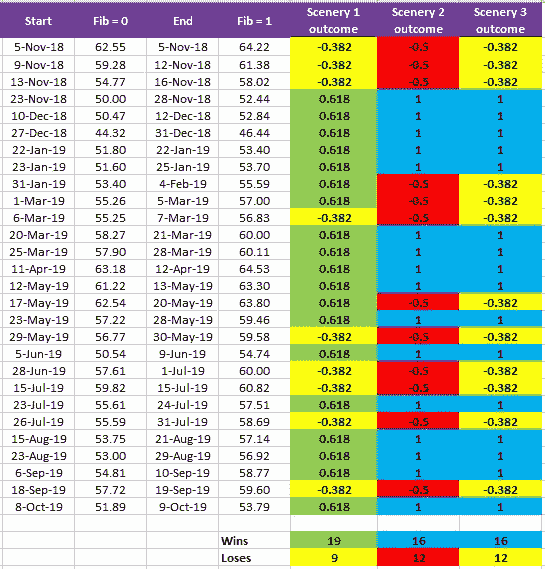 Start Fib = 0 End Fib = 1 Scenery 1 outcome Scenery 2 outcome Scenery 3 outcome
5-Nov-18 62.55 5-Nov-18 64.22 -0.382 -0.5 -0.382
9-Nov-18 59.28 12-Nov-18 61.38 -0.382 -0.5 -0.382
13-Nov-18 54.77 16-Nov-18 58.02 -0.382 -0.5 -0.382
23-Nov-18 50.00 28-Nov-18 52.44 0.618 1 1
10-Dec-18 50.47 12-Dec-18 52.84 0.618 1 1
27-Dec-18 44.32 31-Dec-18 46.44 0.618 1 1
22-Jan-19 51.80 22-Jan-19 53.40 0.618 1 1
23-Jan-19 51.60 25-Jan-19 53.70 0.618 1 1
31-Jan-19 53.40 4-Feb-19 55.59 0.618 -0.5 -0.382
1-Mar-19 55.26 5-Mar-19 57.00 0.618 -0.5 -0.382
6-Mar-19 55.25 7-Mar-19 56.83 -0.382 -0.5 -0.382
20-Mar-19 58.27 21-Mar-19 60.00 0.618 1 1
25-Mar-19 57.90 28-Mar-19 60.11 0.618 1 1
11-Apr-19 63.18 12-Apr-19 64.53 0.618 1 1
12-May-19 61.22 13-May-19 63.30 0.618 1 1
17-May-19 62.54 20-May-19 63.80 0.618 -0.5 -0.382
23-May-19 57.22 28-May-19 59.46 0.618 1 1
29-May-19 56.77 30-May-19 59.58 -0.382 -0.5 -0.382
5-Jun-19 50.54 9-Jun-19 54.74 0.618 1 1
28-Jun-19 57.61 1-Jul-19 60.00 -0.382 -0.5 -0.382
15-Jul-19 59.82 15-Jul-19 60.82 -0.382 -0.5 -0.382
23-Jul-19 55.61 24-Jul-19 57.51 0.618 1 1
26-Jul-19 55.59 31-Jul-19 58.69 -0.382 -0.5 -0.382
15-Aug-19 53.75 21-Aug-19 57.14 0.618 1 1
23-Aug-19 53.00 29-Aug-19 56.92 0.618 1 1
6-Sep-19 54.81 10-Sep-19 58.77 0.618 1 1
18-Sep-19 57.72 19-Sep-19 59.60 -0.382 -0.5 -0.382
8-Oct-19 51.89 9-Oct-19 53.79 0.618 1 1
Wins 19 16 16
Loses 9 12 12